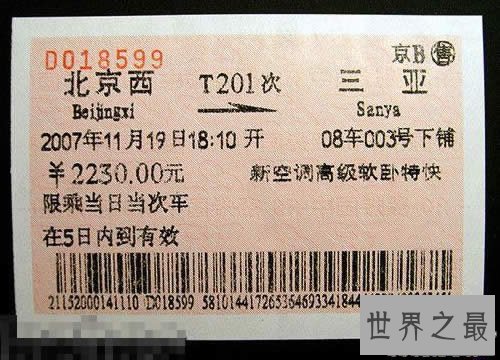 D018599
京B 售
北京西 T201次 三亚
Beijingxi Sanya
2007年11月19日18:10开 08车003号下铺
￥2230.00元 新空调高级软卧特快
限乘当日当次车
在5日内到有效
21152000141110 D018599
世界之最